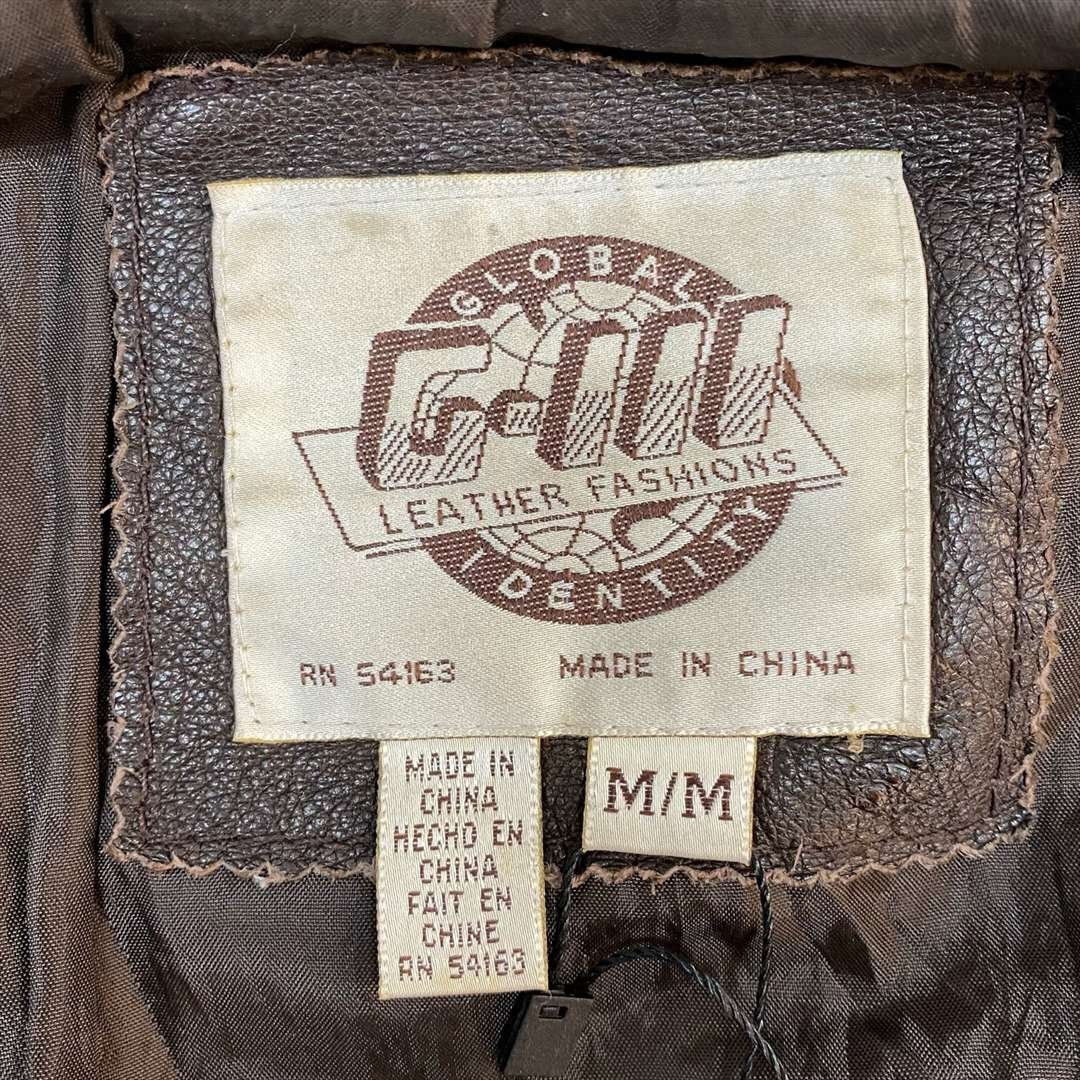 GLOBAL
G-III
LEATHER FASHIONS
IDENTITY
RN 54163 MADE IN CHINA
MADE IN
CHINA
HECHO EN
CHINA
FAIT EN
CHINE
RN 54163
M/M